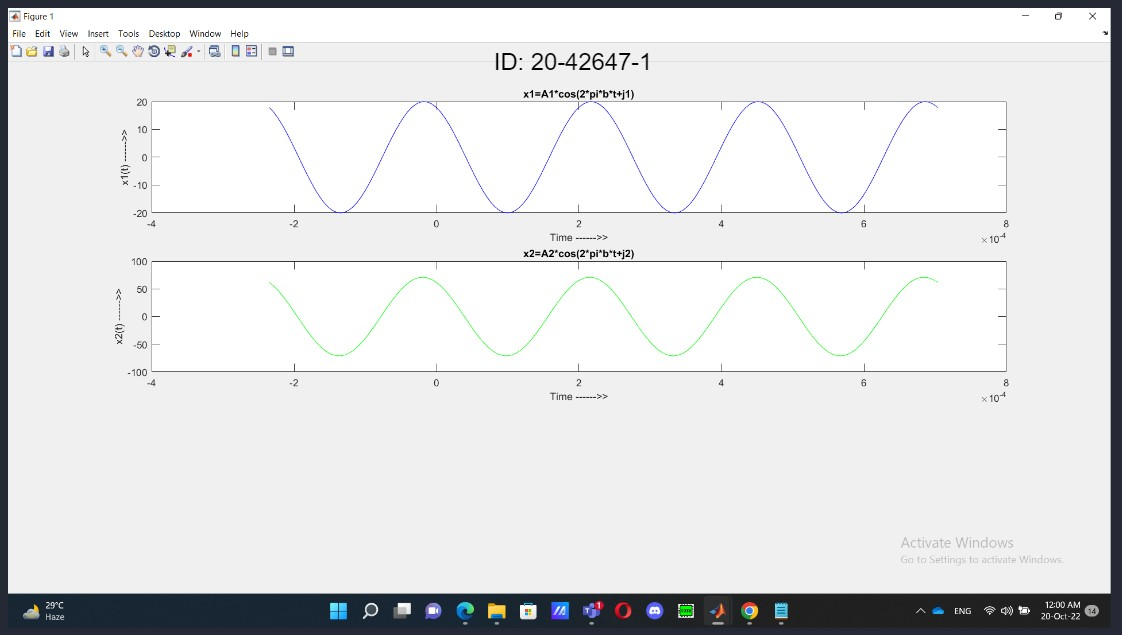 Figure 1
File Edit View Insert Tools Desktop Window Help
ID: 20-42647-1
x1=A1*cos(2*pi*b*t+j1)
20
10
0
-10
-20
x1(t) ------>>
-4 -2 0 2 4 6 8
Time ------>>
×10-4
x2=A2*cos(2*pi*b*t+j2)
100
50
0
-50
-100
x2(t) ------>>
-4 -2 0 2 4 6 8
Time ------>>
×10-4
Activate Windows
Go to Settings to activate Windows.
29°C
Haze
1
ENG
12:00 AM
20-Oct-22
14